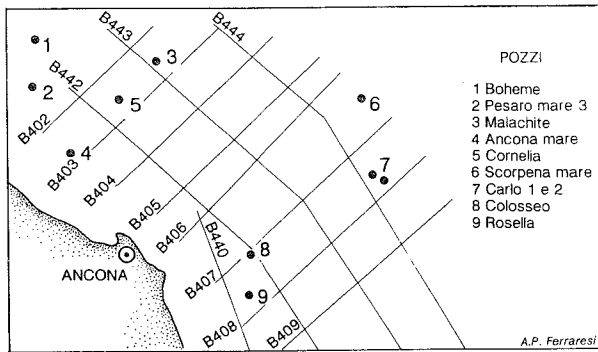 B443
B444
1
3
B442
2
5
B402
4
B403
B404
B405
B406
B440
ANCONA
B407
8
9
B408
B409
6
7
POZZI
1 Boheme
2 Pesaro mare 3
3 Malachite
4 Ancona mare
5 Cornelia
6 Scorpena mare
7 Carlo 1 e 2
8 Colosseo
9 Rosella
A.P. Ferraresi